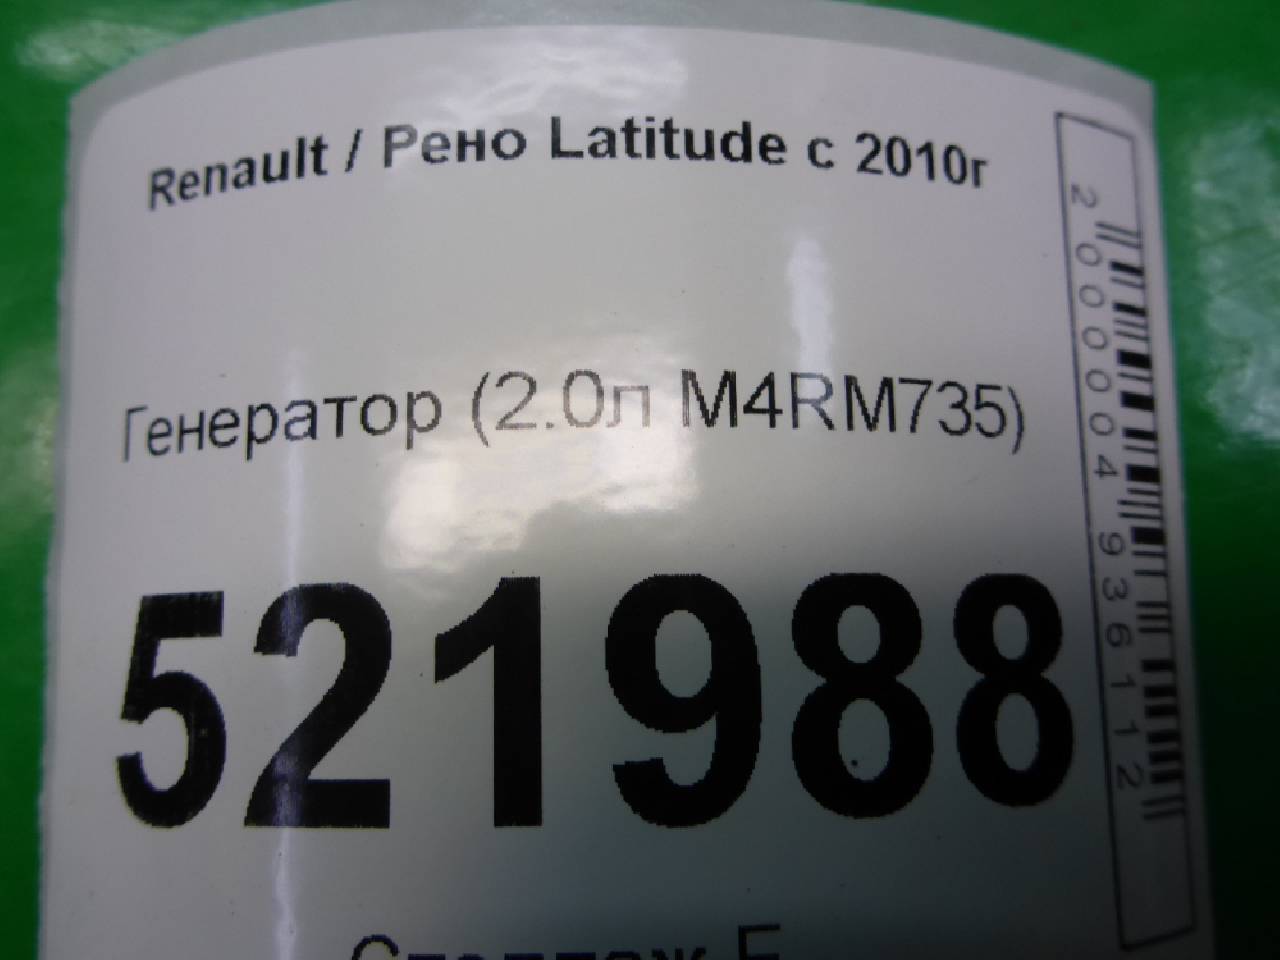 Renault / Рено Latitude с 2010г
Генератор (2.0л M4RM735)
521988
2000004936112